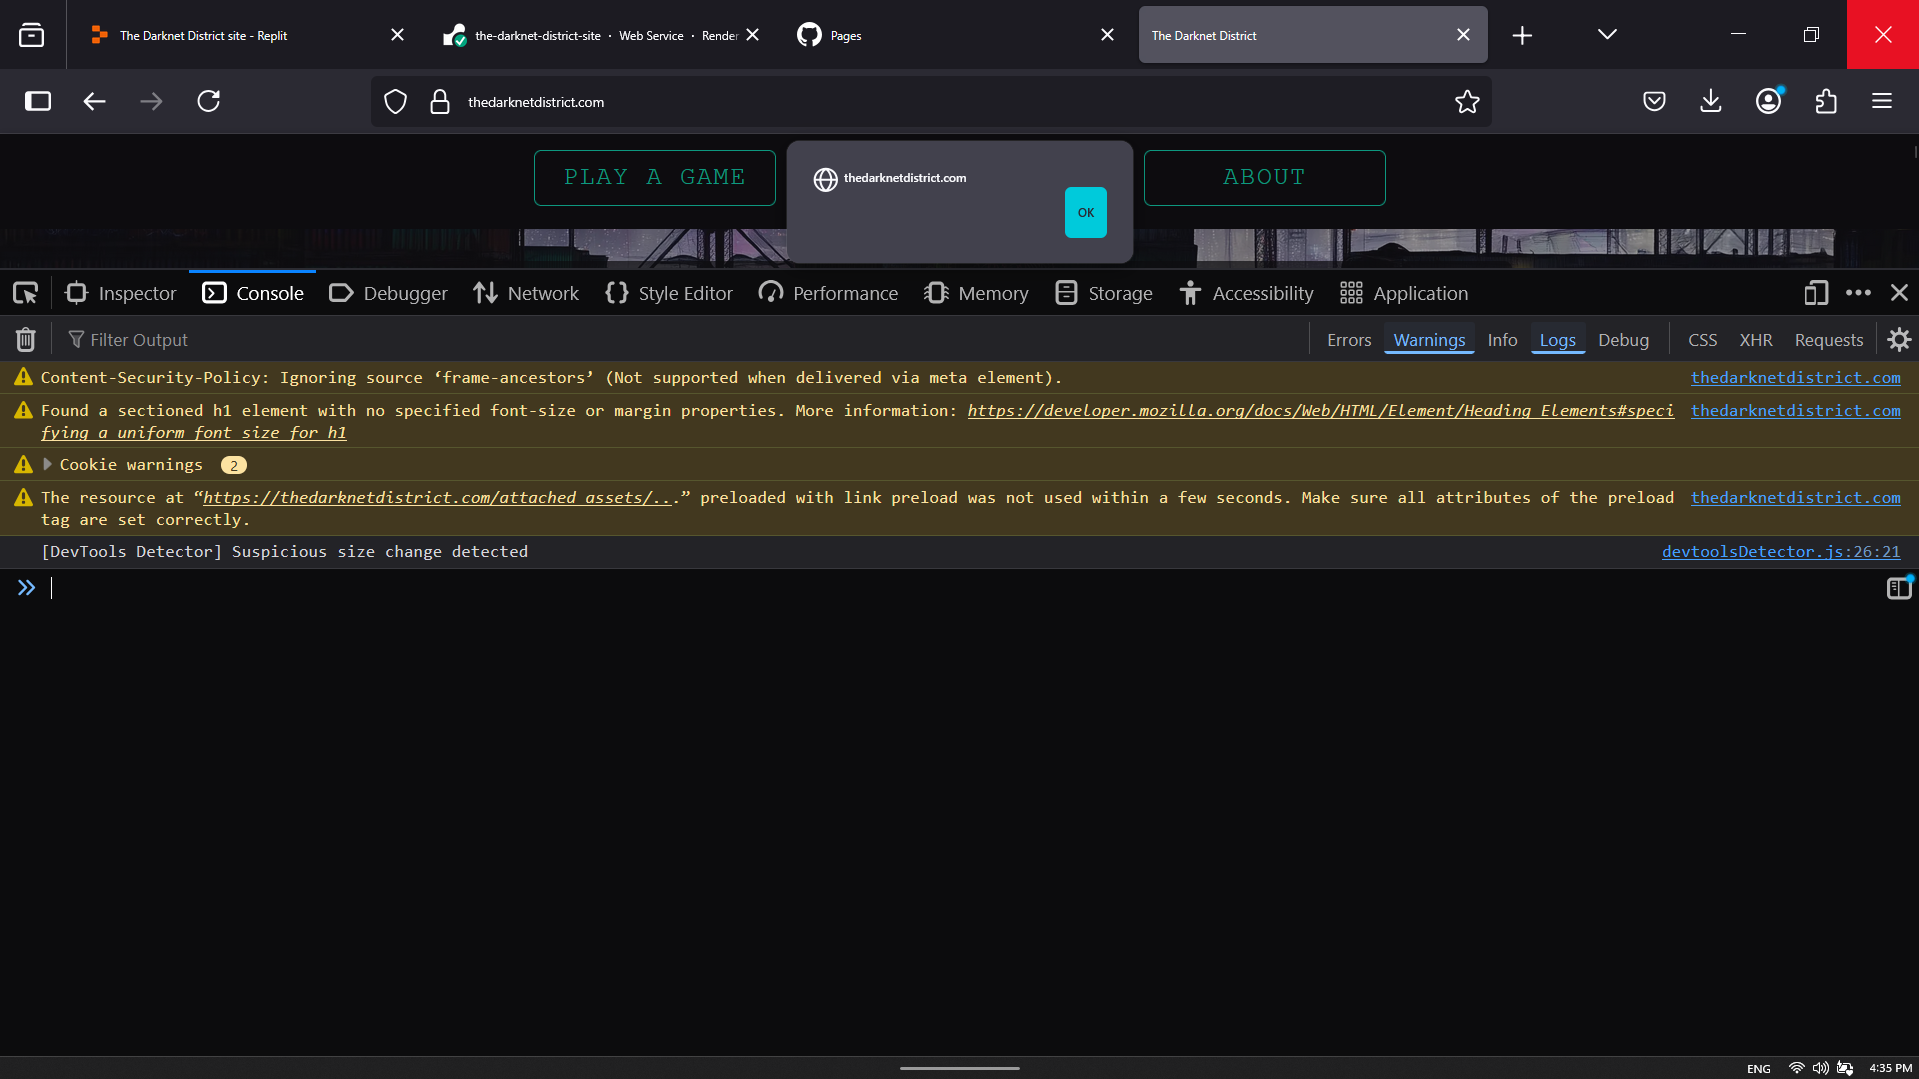 The Darknet District site - Replit
the-darknet-district-site · Web Service · Render
Pages
The Darknet District
thedarknetdistrict.com
PLAY A GAME
thedarknetdistrict.com
OK
ABOUT
Inspector
Console
Debugger
Network
Style Editor
Performance
Memory
Storage
Accessibility
Application
Filter Output
Errors
Warnings
Info
Logs
Debug
CSS
XHR
Requests
Content-Security-Policy: Ignoring source ‘frame-ancestors’ (Not supported when delivered via meta element).
thedarknetdistrict.com
Found a sectioned h1 element with no specified font-size or margin properties. More information: https://developer.mozilla.org/docs/Web/HTML/Element/Heading_Elements#speci
thedarknetdistrict.com
fying_a_uniform_font_size_for_h1
Cookie warnings 2
The resource at “https://thedarknetdistrict.com/attached_assets/...” preloaded with link preload was not used within a few seconds. Make sure all attributes of the preload
thedarknetdistrict.com
tag are set correctly.
[DevTools Detector] Suspicious size change detected
devtoolsDetector.js:26:21
ENG
4:35 PM